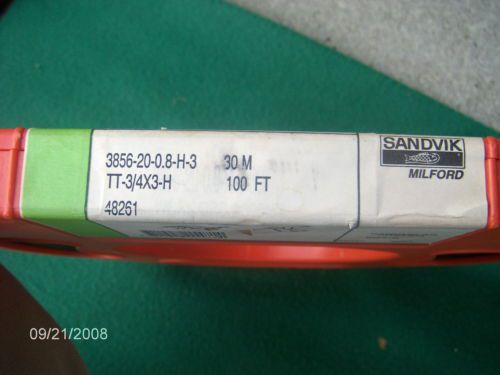 3856-20-0.8-H-3 30 M
TT-3/4X3-H 100 FT
48261
SANDVIK
MILFORD
09/21/2008